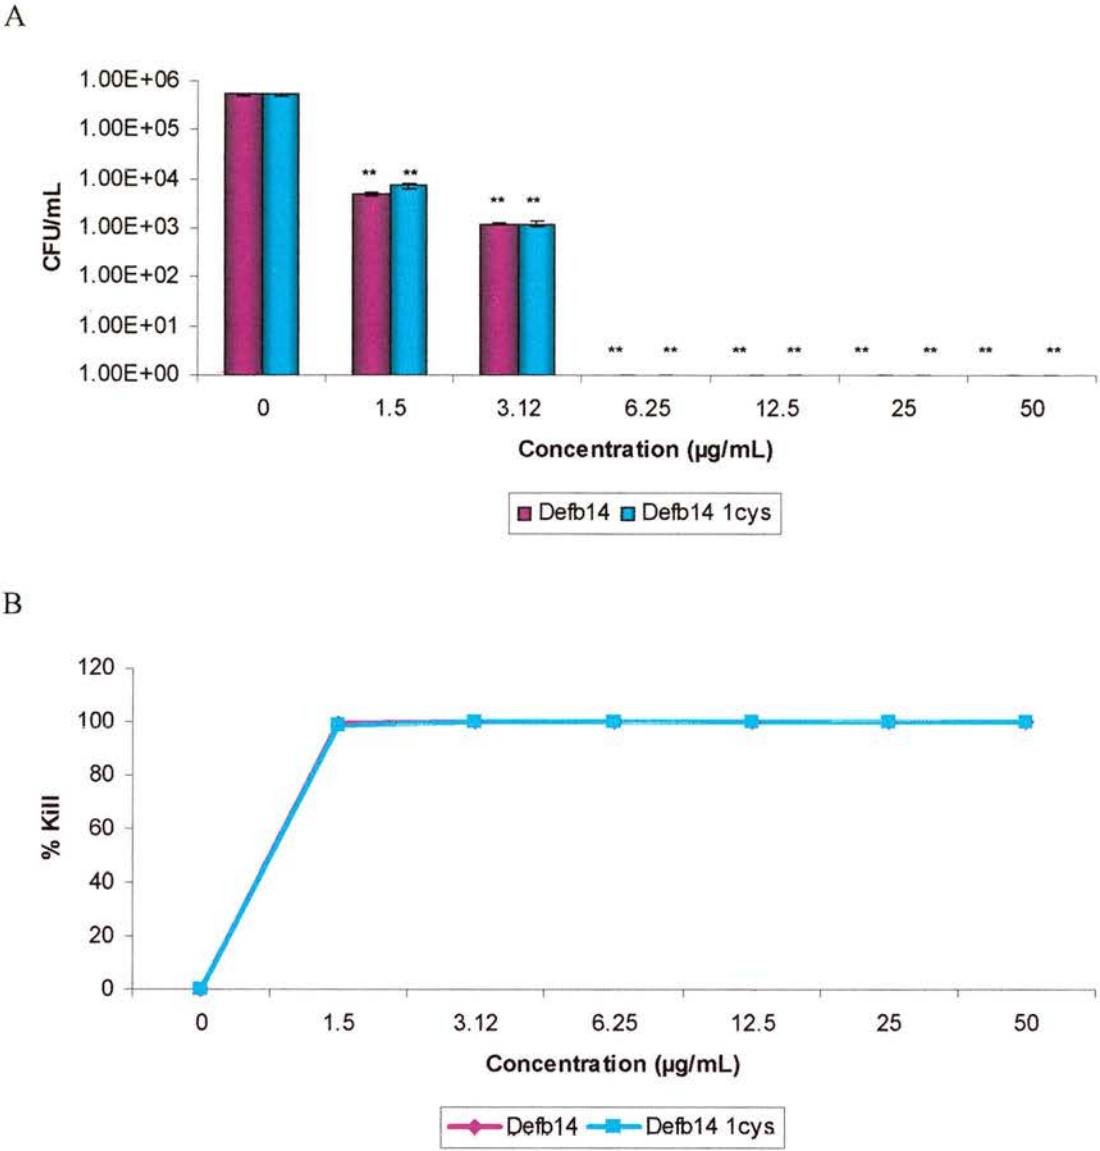 A
1.00E+06
1.00E+05
1.00E+04
1.00E+03
1.00E+02
1.00E+01
1.00E+00
CFU/mL
** **
** **
** ** ** ** ** ** ** **
0 1.5 3.12 6.25 12.5 25 50
Concentration (µg/mL)
Defb14 Defb14 1cys
B
120
100
80
60
40
20
0
% Kill
0 1.5 3.12 6.25 12.5 25 50
Concentration (µg/mL)
Defb14 Defb14 1cys